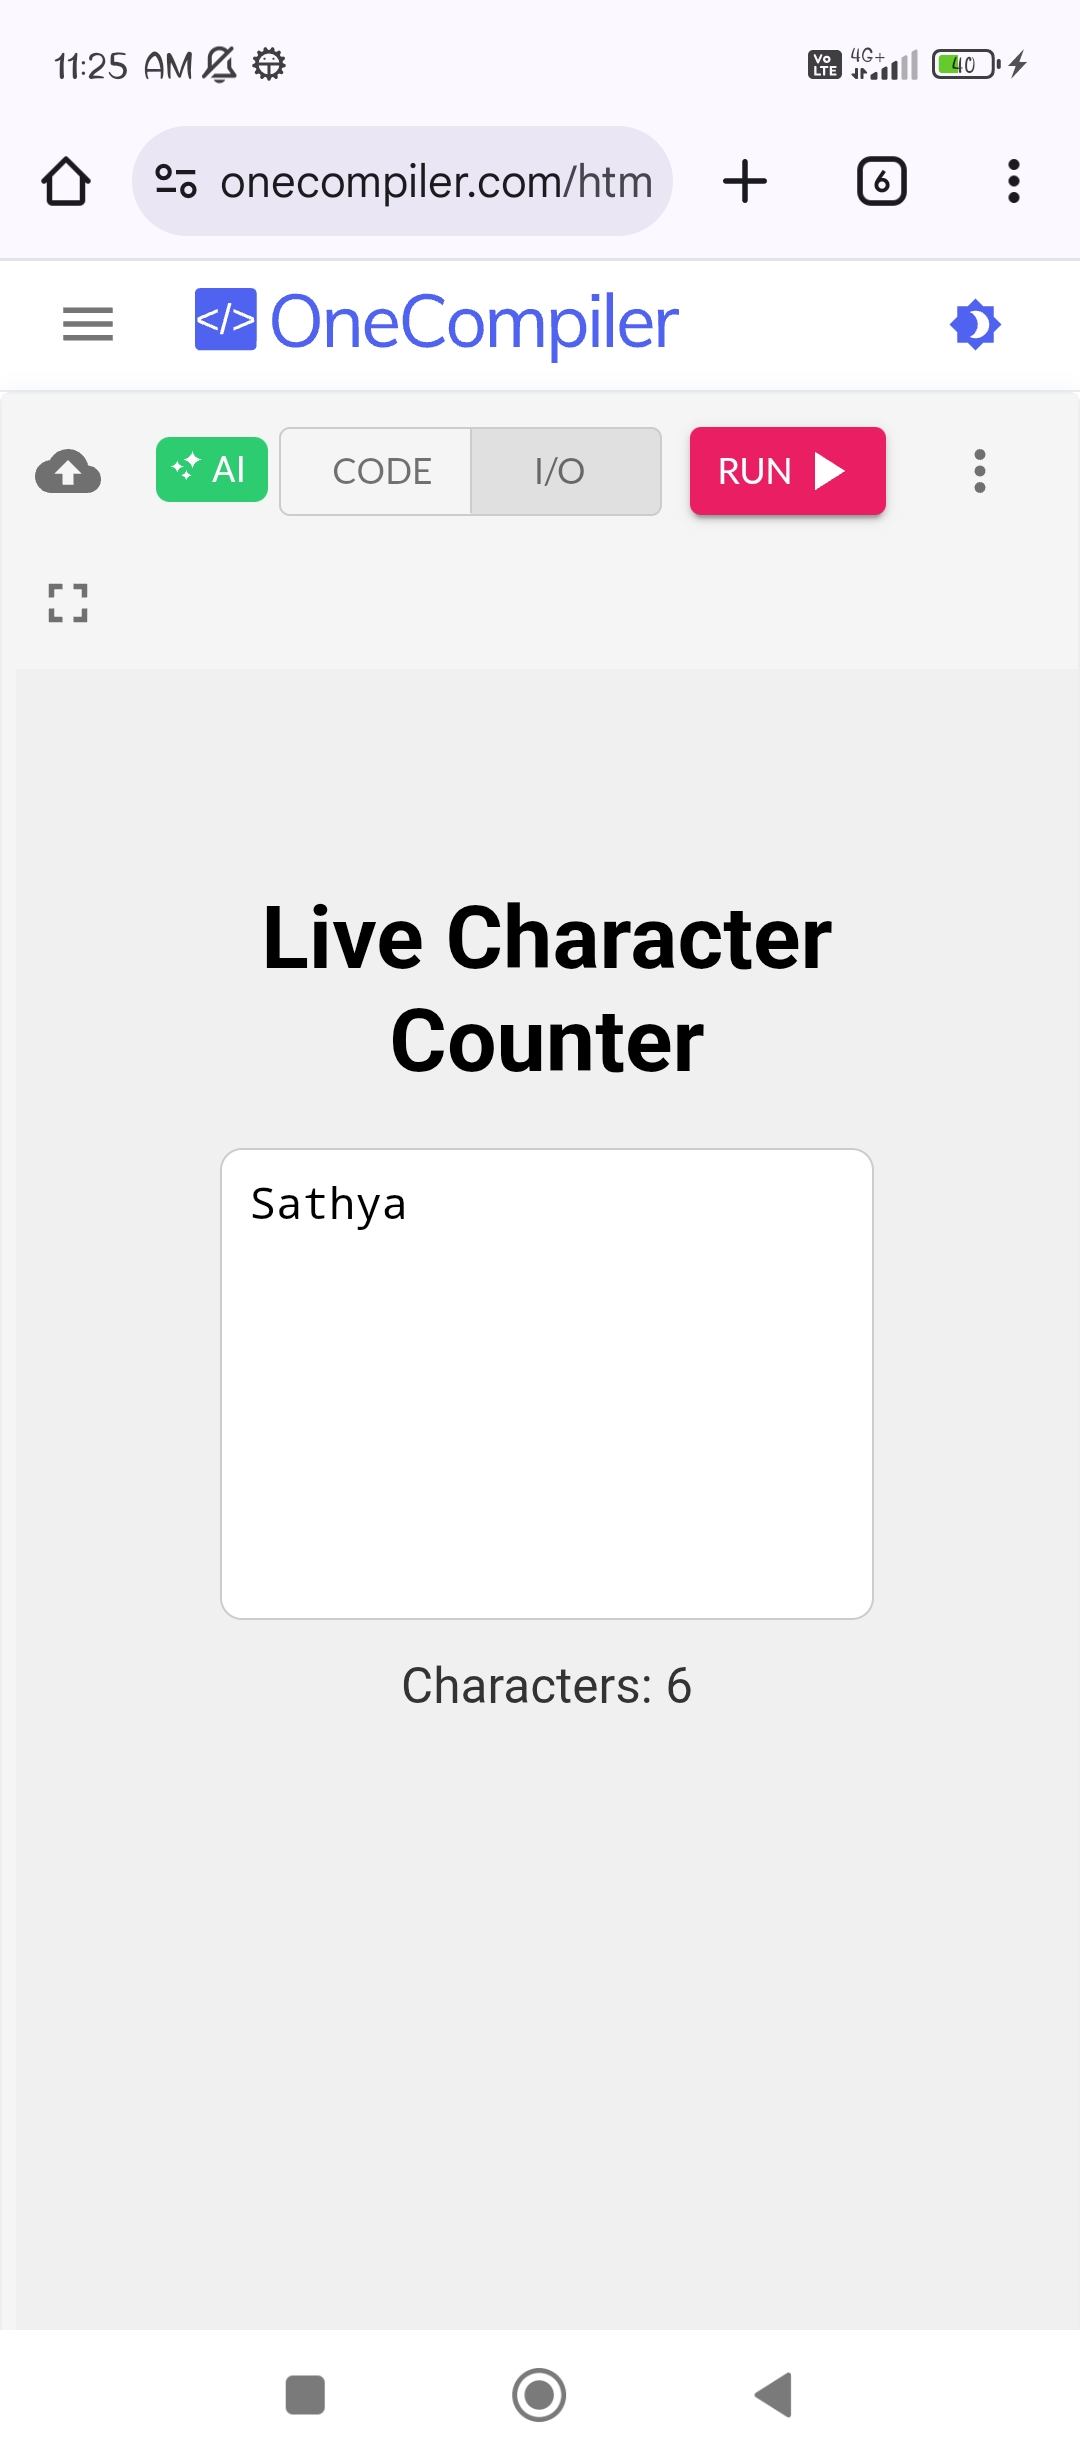 11:25 AM
Vo LTE 4G+ 40
onecompiler.com/htm
6
</> OneCompiler
AI CODE I/O RUN
Live Character
Counter
Sathya
Characters: 6